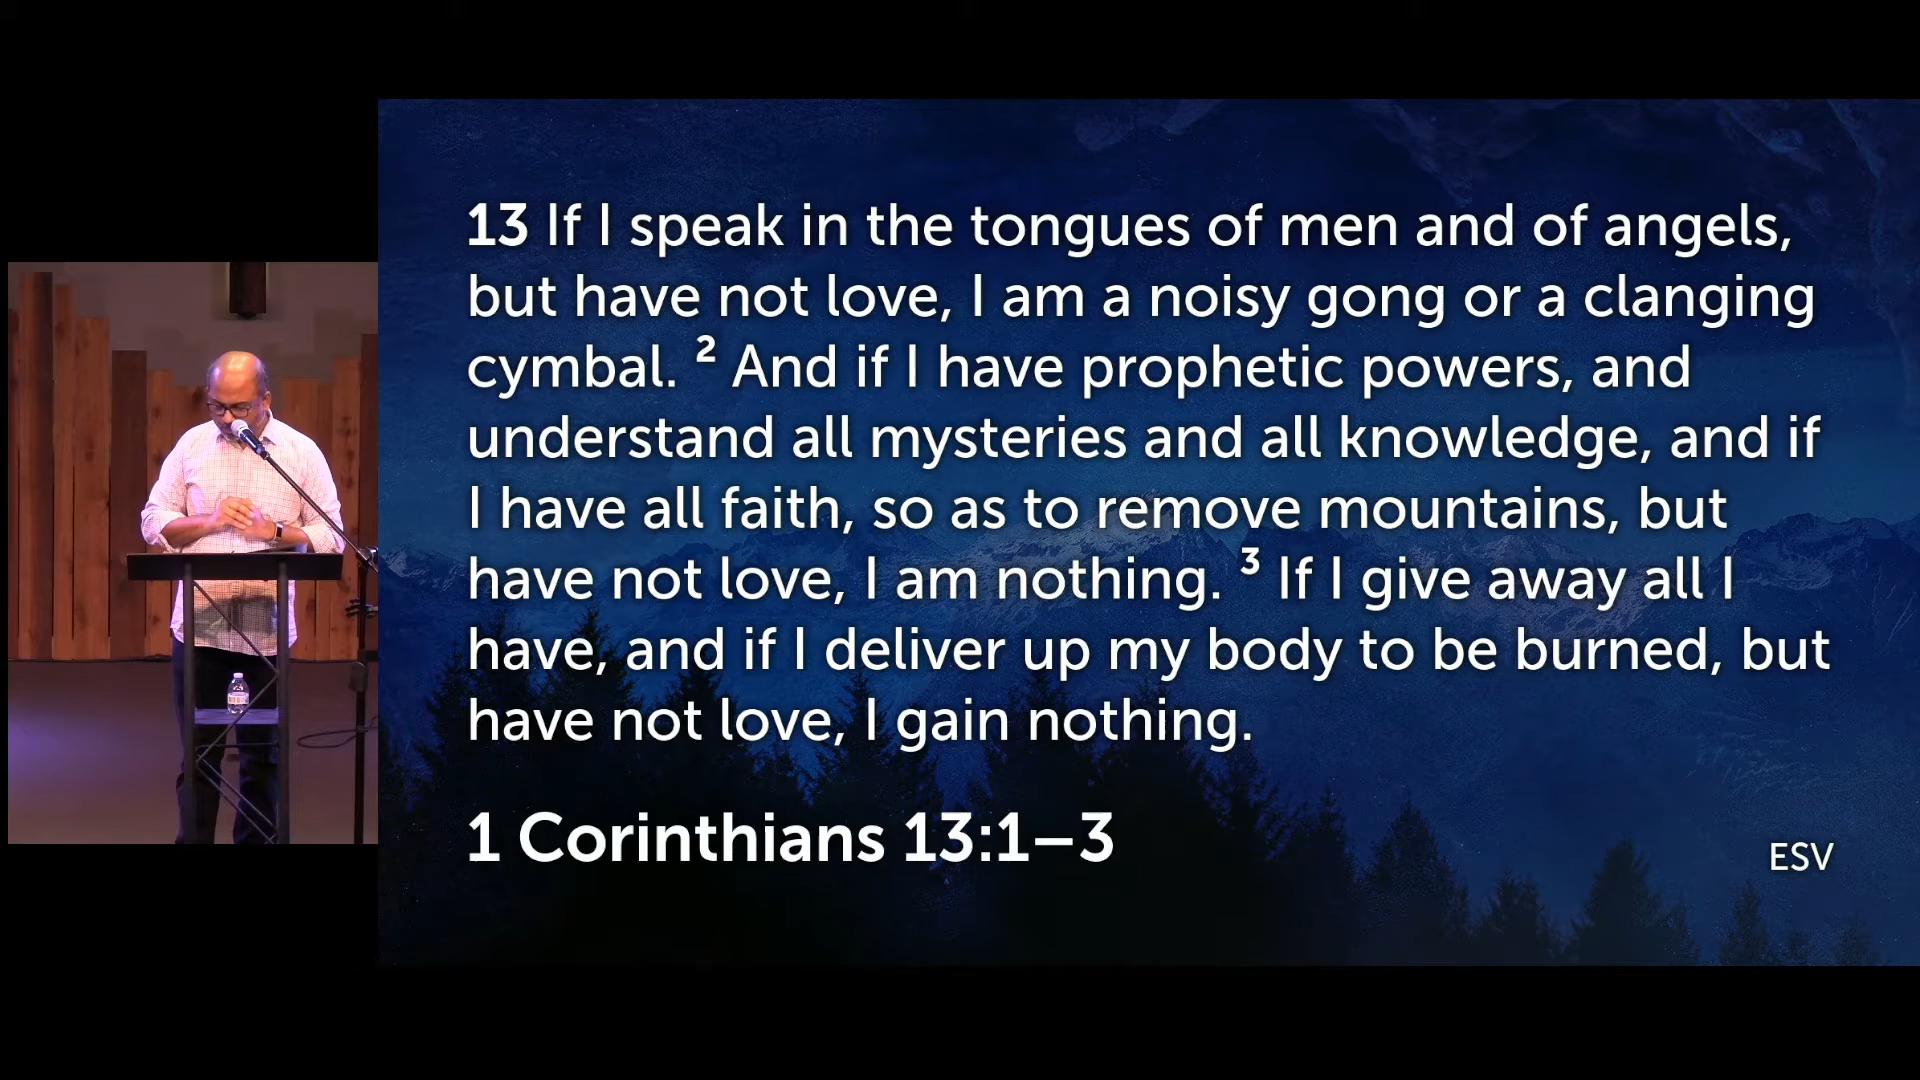 13 If I speak in the tongues of men and of angels,
but have not love, I am a noisy gong or a clanging
cymbal. ² And if I have prophetic powers, and
understand all mysteries and all knowledge, and if
I have all faith, so as to remove mountains, but
have not love, I am nothing. ³ If I give away all I
have, and if I deliver up my body to be burned, but
have not love, I gain nothing.
1 Corinthians 13:1–3
ESV